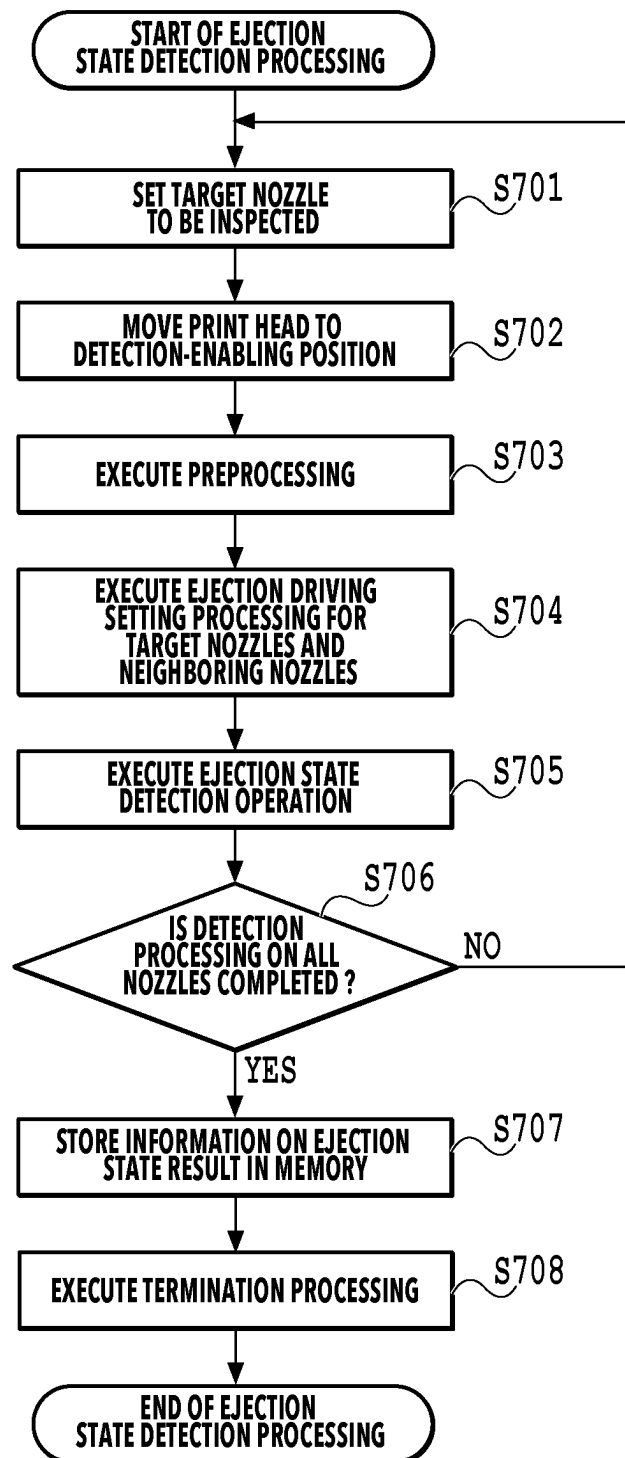 START OF EJECTION
STATE DETECTION PROCESSING
SET TARGET NOZZLE
TO BE INSPECTED
S701
MOVE PRINT HEAD TO
DETECTION-ENABLING POSITION
S702
EXECUTE PREPROCESSING
S703
EXECUTE EJECTION DRIVING
SETTING PROCESSING FOR
TARGET NOZZLES AND
NEIGHBORING NOZZLES
S704
EXECUTE EJECTION STATE
DETECTION OPERATION
S705
S706
IS DETECTION
PROCESSING ON ALL
NOZZLES COMPLETED ?
NO
YES
STORE INFORMATION ON EJECTION
STATE RESULT IN MEMORY
S707
EXECUTE TERMINATION PROCESSING
S708
END OF EJECTION
STATE DETECTION PROCESSING